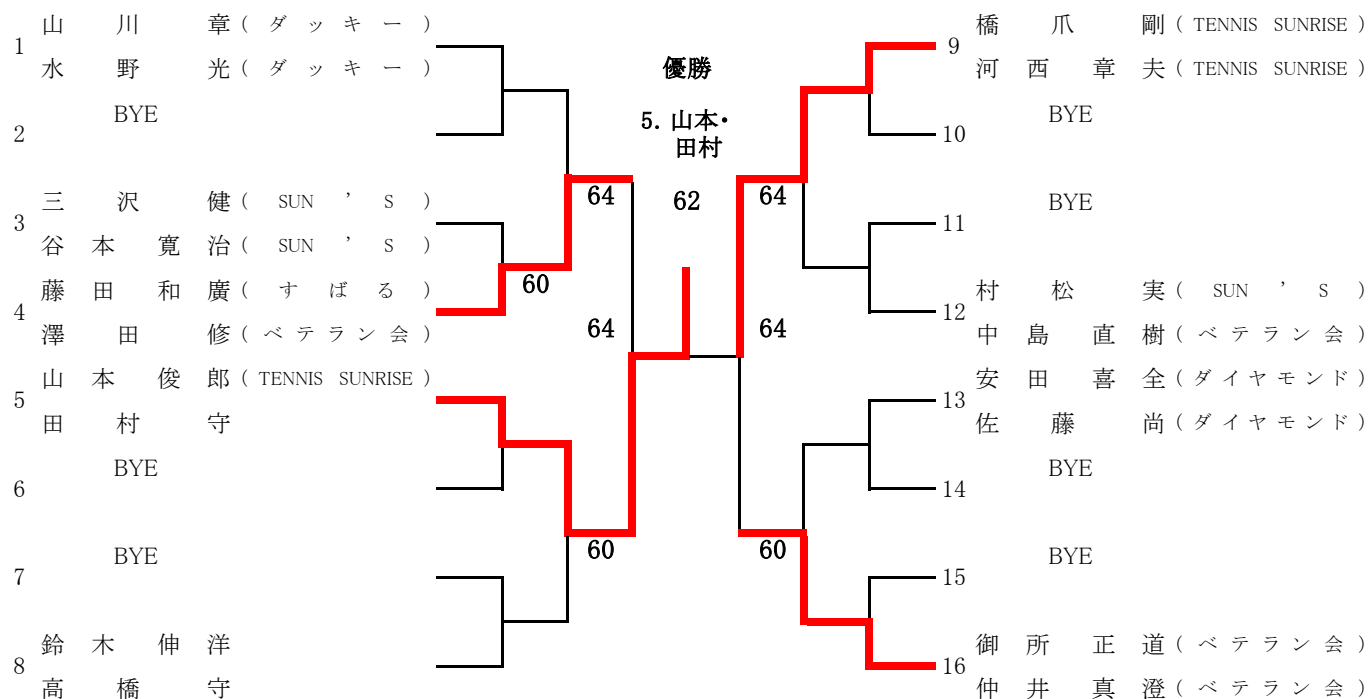 1
山川章(ダッキー)
水野光(ダッキー)
2
BYE
3
三沢健(SUN'S)
谷本寛治(SUN'S)
4
藤田和廣(すばる)
澤田修(ベテラン会)
5
山本俊郎(TENNIS SUNRISE)
田村守
6
BYE
7
BYE
8
鈴木伸洋
高橋守
60
64
60
64
優勝
5. 山本・
田村
62
64
64
60
9
橋爪剛(TENNIS SUNRISE)
河西章夫(TENNIS SUNRISE)
10
BYE
11
BYE
12
村松実(SUN'S)
中島直樹(ベテラン会)
13
安田喜全(ダイヤモンド)
佐藤尚(ダイヤモンド)
14
BYE
15
BYE
16
御所正道(ベテラン会)
仲井真澄(ベテラン会)